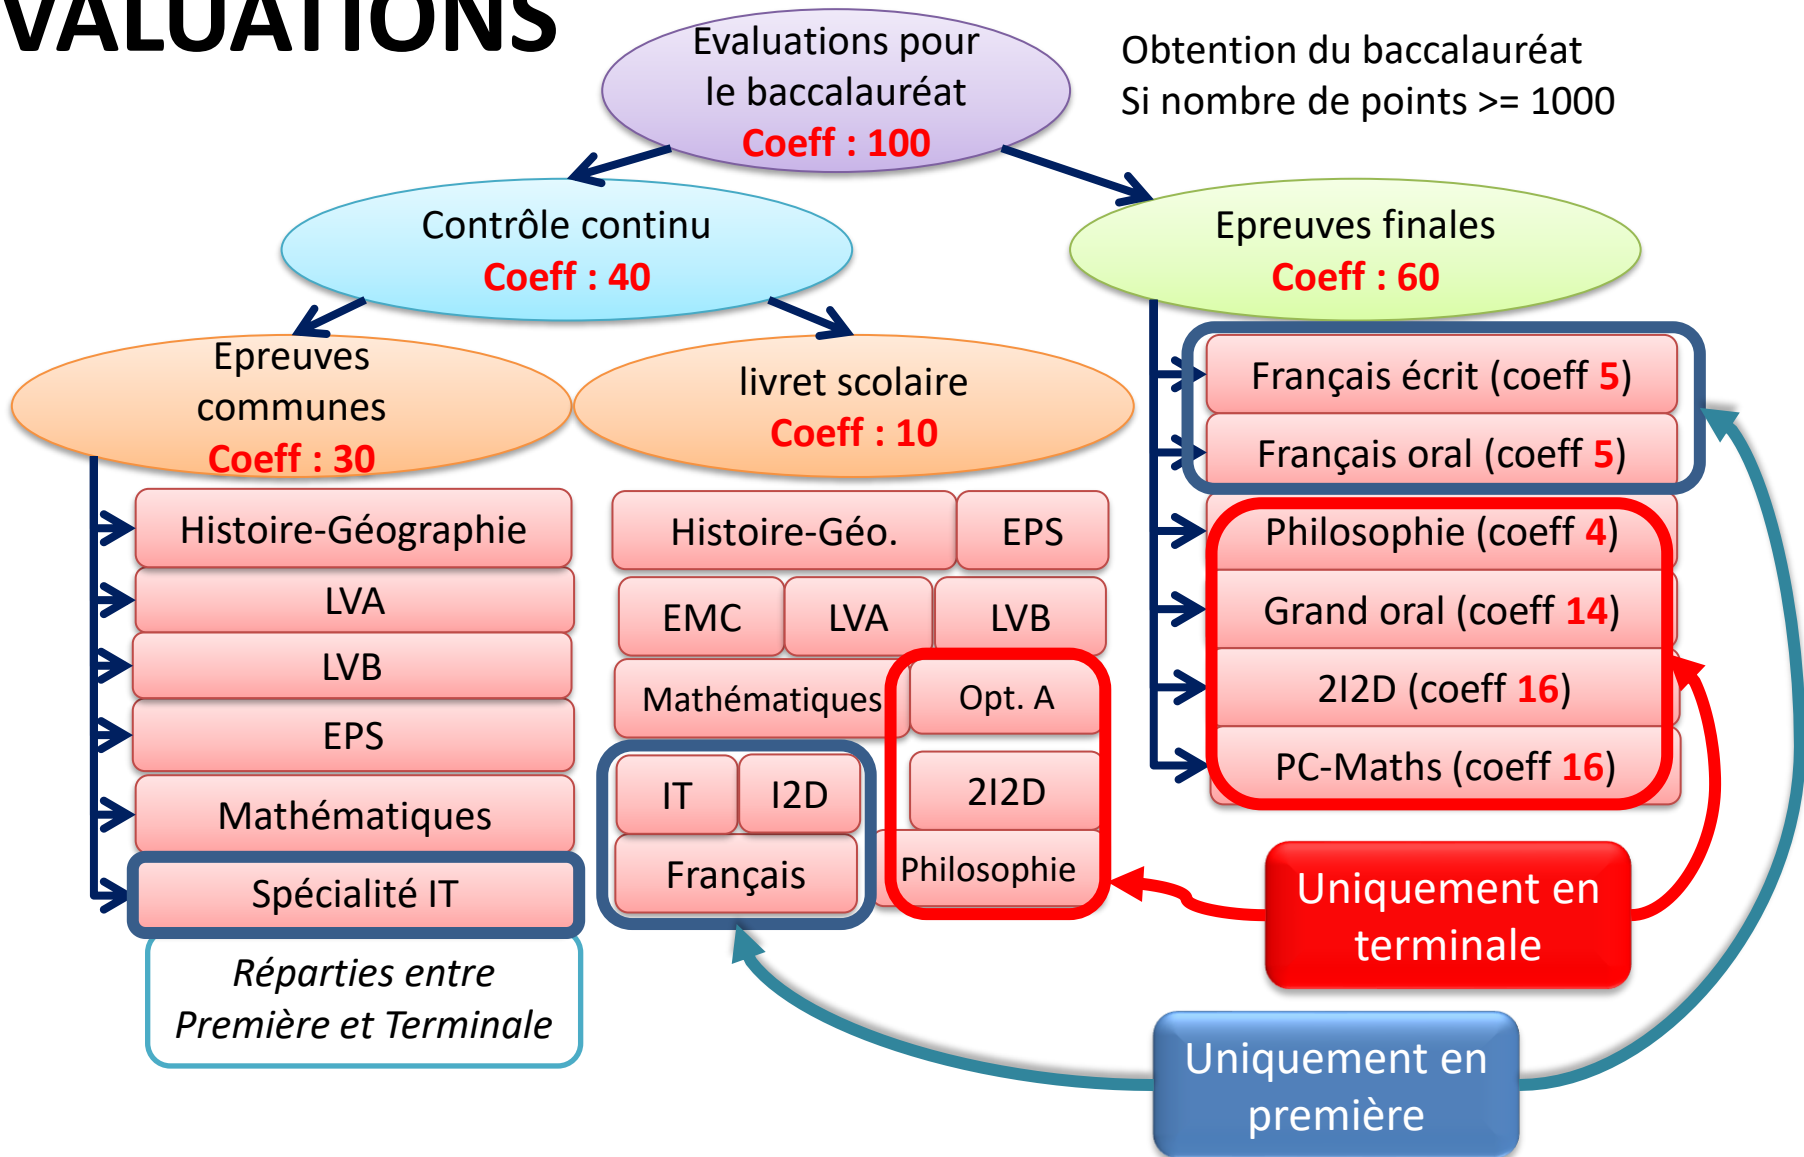 VALUATIONS
Evaluations pour
le baccalauréat
Coeff : 100
Obtention du baccalauréat
Si nombre de points >= 1000
Contrôle continu
Coeff : 40
Epreuves finales
Coeff : 60
Epreuves
communes
Coeff : 30
livret scolaire
Coeff : 10
Histoire-Géographie
LVA
LVB
EPS
Mathématiques
Spécialité IT
Réparties entre
Première et Terminale
Histoire-Géo.
EPS
EMC
LVA
LVB
Mathématiques
Opt. A
IT
I2D
2I2D
Français
Philosophie
Français écrit (coeff 5)
Français oral (coeff 5)
Philosophie (coeff 4)
Grand oral (coeff 14)
2I2D (coeff 16)
PC-Maths (coeff 16)
Uniquement en
terminale
Uniquement en
première